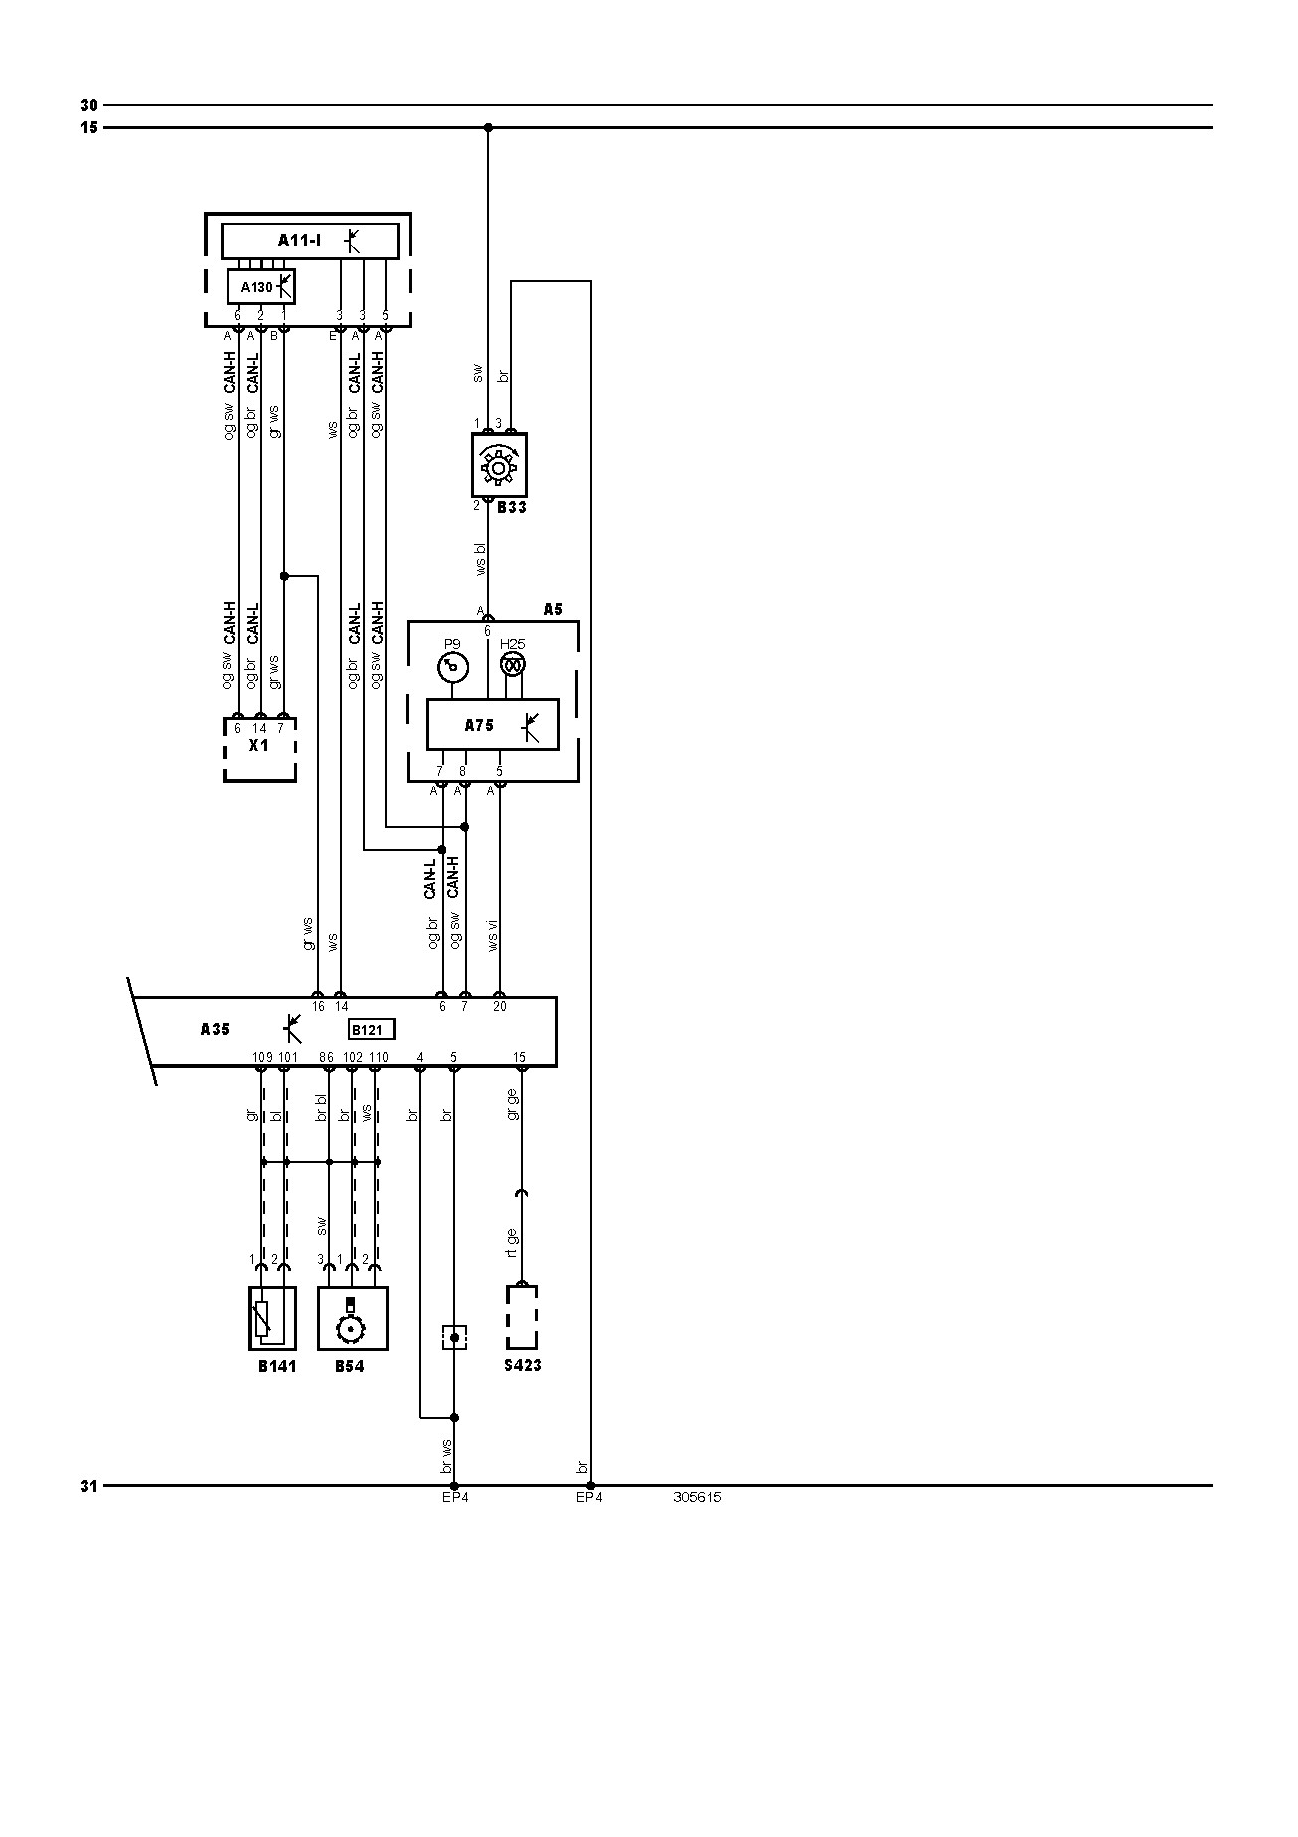 30
15
A11-I
A130
6 2 1 3 3 5
A A B E A A
CAN-H CAN-L CAN-L CAN-H
og sw og br gr ws ws og br og sw
sw br
1 3
2 B33
ws bl
A A5
6
P9 H25
CAN-H CAN-L CAN-L CAN-H
og sw og br gr ws og br og sw
A75
6 14 7
X1
7 8 5
A A A
CAN-L CAN-H
gr ws ws og br og sw ws vi
16 14 6 7 20
A35 B121
109 101 86 102 110 4 5 15
gr bl br bl br ws br br gr ge
sw rt ge
1 2 3 1 2
B141 B54 S423
br ws br
31
EP4 EP4 305615